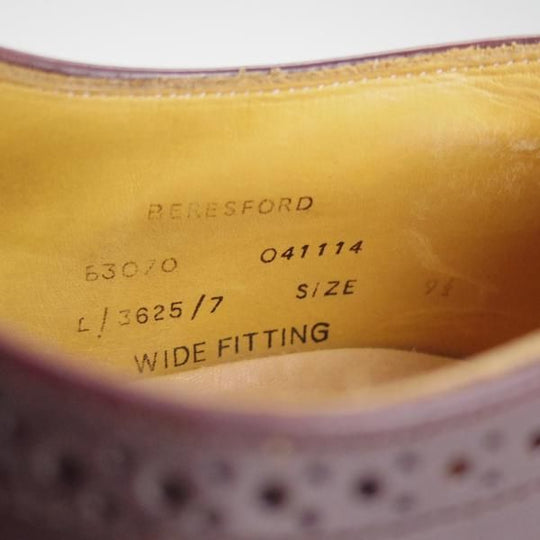 BERESFORD
63070 041114
L/3625/7 SIZE
WIDE FITTING